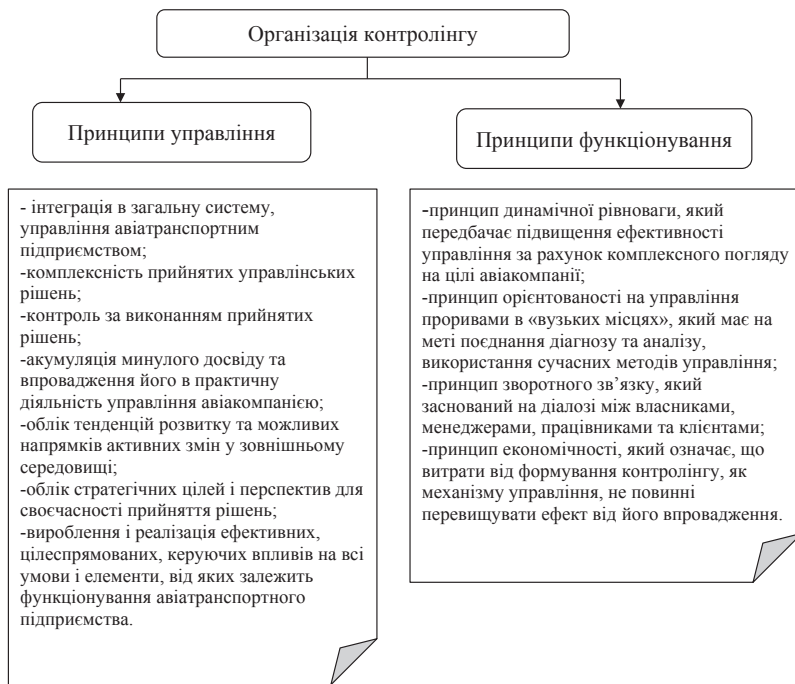 Організація контролінгу
Принципи управління
Принципи функціонування
- інтеграція в загальну систему,
управління авіатранспортним
підприємством;
-комплексність прийнятих управлінських
рішень;
-контроль за виконанням прийнятих
рішень;
-акумуляція минулого досвіду та
впровадження його в практичну
діяльність управління авіакомпанією;
-облік тенденцій розвитку та можливих
напрямків активних змін у зовнішньому
середовищі;
-облік стратегічних цілей і перспектив для
своєчасності прийняття рішень;
-вироблення і реалізація ефективних,
цілеспрямованих, керуючих впливів на всі
умови і елементи, від яких залежить
функціонування авіатранспортного
підприємства.
-принцип динамічної рівноваги, який
передбачає підвищення ефективності
управління за рахунок комплексного погляду
на цілі авіакомпанії;
-принцип орієнтованості на управління
проривами в «вузьких місцях», який має на
меті поєднання діагнозу та аналізу,
використання сучасних методів управління;
-принцип зворотного зв’язку, який
заснований на діалозі між власниками,
менеджерами, працівниками та клієнтами;
-принцип економічності, який означає, що
витрати від формування контролінгу, як
механізму управління, не повинні
перевищувати ефект від його впровадження.